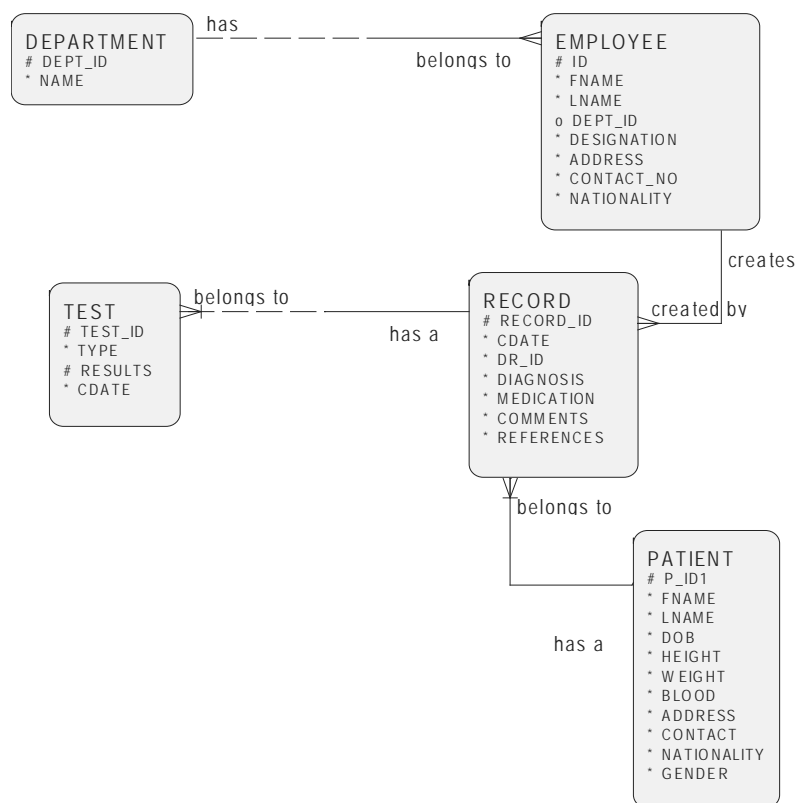 has
DEPARTMENT
# DEPT_ID
* NAME
belongs to
EMPLOYEE
# ID
* FNAME
* LNAME
o DEPT_ID
* DESIGNATION
* ADDRESS
* CONTACT_NO
* NATIONALITY
creates
created by
belongs to
TEST
# TEST_ID
* TYPE
# RESULTS
* CDATE
has a
RECORD
# RECORD_ID
* CDATE
* DR_ID
* DIAGNOSIS
* MEDICATION
* COMMENTS
* REFERENCES
belongs to
has a
PATIENT
# P_ID1
* FNAME
* LNAME
* DOB
* HEIGHT
* WEIGHT
* BLOOD
* ADDRESS
* CONTACT
* NATIONALITY
* GENDER